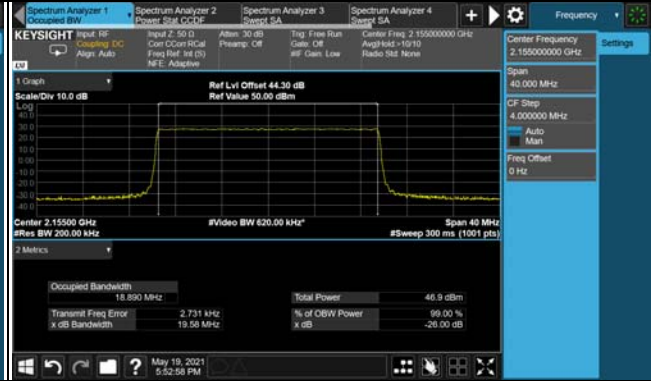 Spectrum Analyzer 1
Occupied BW
Spectrum Analyzer 2
Power Stat CCDF
Spectrum Analyzer 3
Swept SA
Spectrum Analyzer 4
Swept SA
Frequency
KEYSIGHT
Input: RF
Coupling: DC
Align: Auto
Input Z: 50 Ω
Corr CCorr RCal
Freq Ref: Int (S)
NFE: Adaptive
Atten: 30 dB
Preamp: Off
Trig: Free Run
Gate: Off
#IF Gain: Low
Center Freq: 2.155000000 GHz
Avg|Hold:>10/10
Radio Std: None
Center Frequency
2.155000000 GHz
Settings
Span
40.000 MHz
CF Step
4.000000 MHz
Auto
Man
Freq Offset
0 Hz
LXI
1 Graph
Scale/Div 10.0 dB
Ref Lvl Offset 44.30 dB
Ref Value 50.00 dBm
Log
40.0
30.0
20.0
10.0
0.00
-10.0
-20.0
-30.0
-40.0
Center 2.15500 GHz
#Res BW 200.00 kHz
#Video BW 620.00 kHz*
Span 40 MHz
#Sweep 300 ms (1001 pts)
2 Metrics
Occupied Bandwidth
18.890 MHz
Total Power
46.9 dBm
Transmit Freq Error
2.731 kHz
% of OBW Power
99.00 %
x dB Bandwidth
19.58 MHz
x dB
-26.00 dB
May 19, 2021
5:52:58 PM